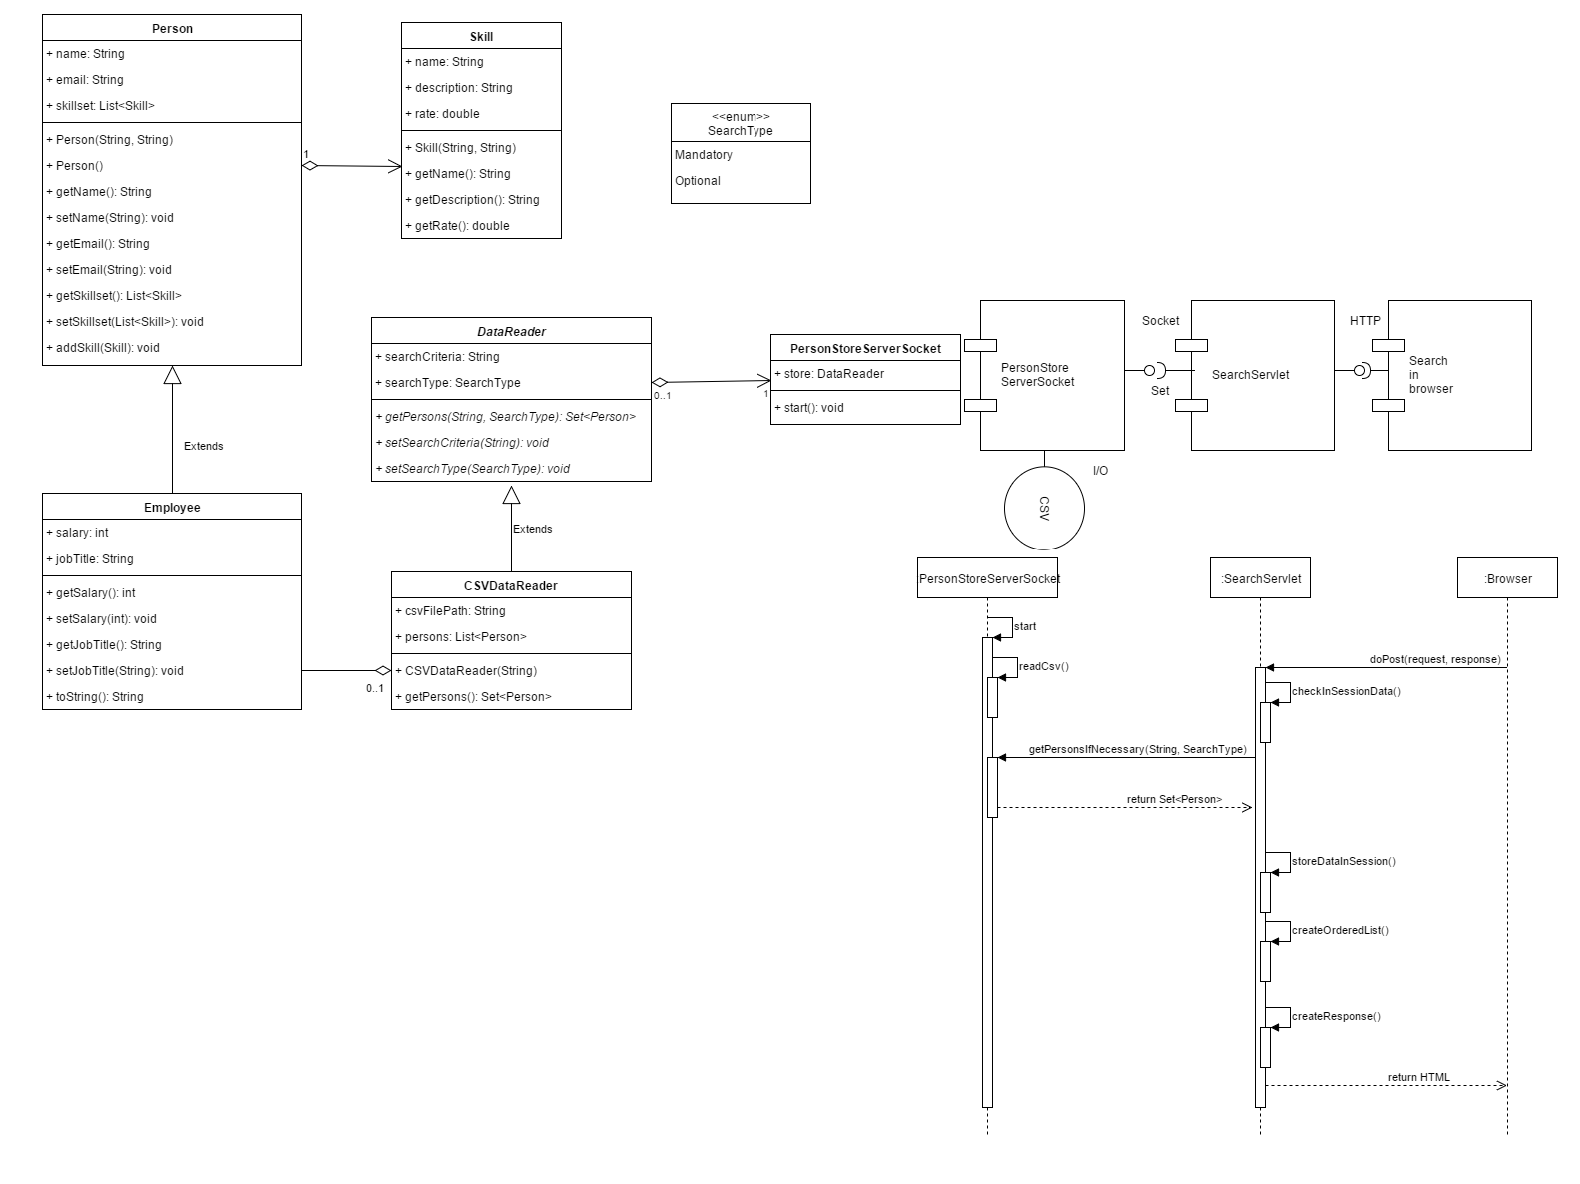 Person
+ name: String
+ email: String
+ skillset: List<Skill>
+ Person(String, String)
+ Person()
+ getName(): String
+ setName(String): void
+ getEmail(): String
+ setEmail(String): void
+ getSkillset(): List<Skill>
+ setSkillset(List<Skill>): void
+ addSkill(Skill): void
1
Skill
+ name: String
+ description: String
+ rate: double
+ Skill(String, String)
+ getName(): String
+ getDescription(): String
+ getRate(): double
<<enum>>
SearchType
Mandatory
Optional
Extends
Employee
+ salary: int
+ jobTitle: String
+ getSalary(): int
+ setSalary(int): void
+ getJobTitle(): String
+ setJobTitle(String): void
+ toString(): String
0..1
DataReader
+ searchCriteria: String
+ searchType: SearchType
+ getPersons(String, SearchType): Set<Person>
+ setSearchCriteria(String): void
+ setSearchType(SearchType): void
0..1
1
Extends
CSVDataReader
+ csvFilePath: String
+ persons: List<Person>
+ CSVDataReader(String)
+ getPersons(): Set<Person>
PersonStoreServerSocket
+ store: DataReader
+ start(): void
PersonStore
ServerSocket
Socket
Set
SearchServlet
HTTP
Search
in
browser
I/O
CSV
PersonStoreServerSocket
:SearchServlet
:Browser
start
readCsv()
doPost(request, response)
checkInSessionData()
getPersonsIfNecessary(String, SearchType)
return Set<Person>
storeDataInSession()
createOrderedList()
createResponse()
return HTML